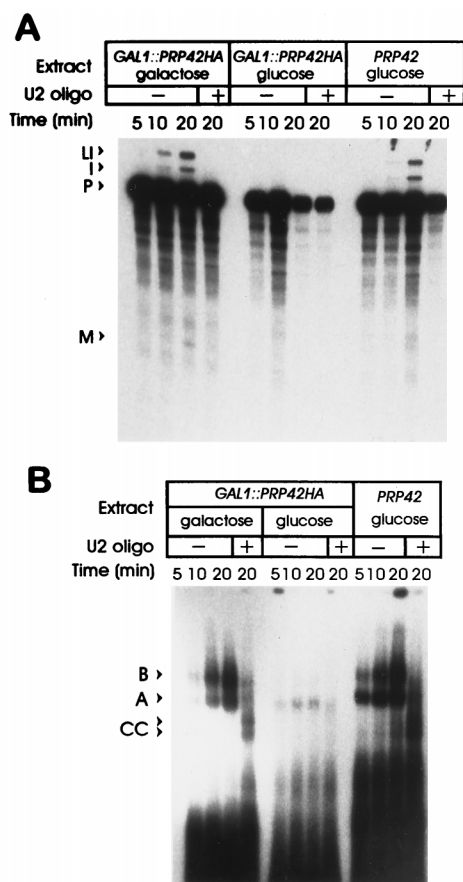 A
Extract GAL1::PRP42HA galactose GAL1::PRP42HA glucose PRP42 glucose
U2 oligo − + − + − +
Time (min) 5 10 20 20 5 10 20 20 5 10 20 20
LI
I
P
M
B
Extract GAL1::PRP42HA PRP42
galactose glucose glucose
U2 oligo − + − + − +
Time (min) 5 10 20 20 5 10 20 20 5 10 20 20
B
A
CC